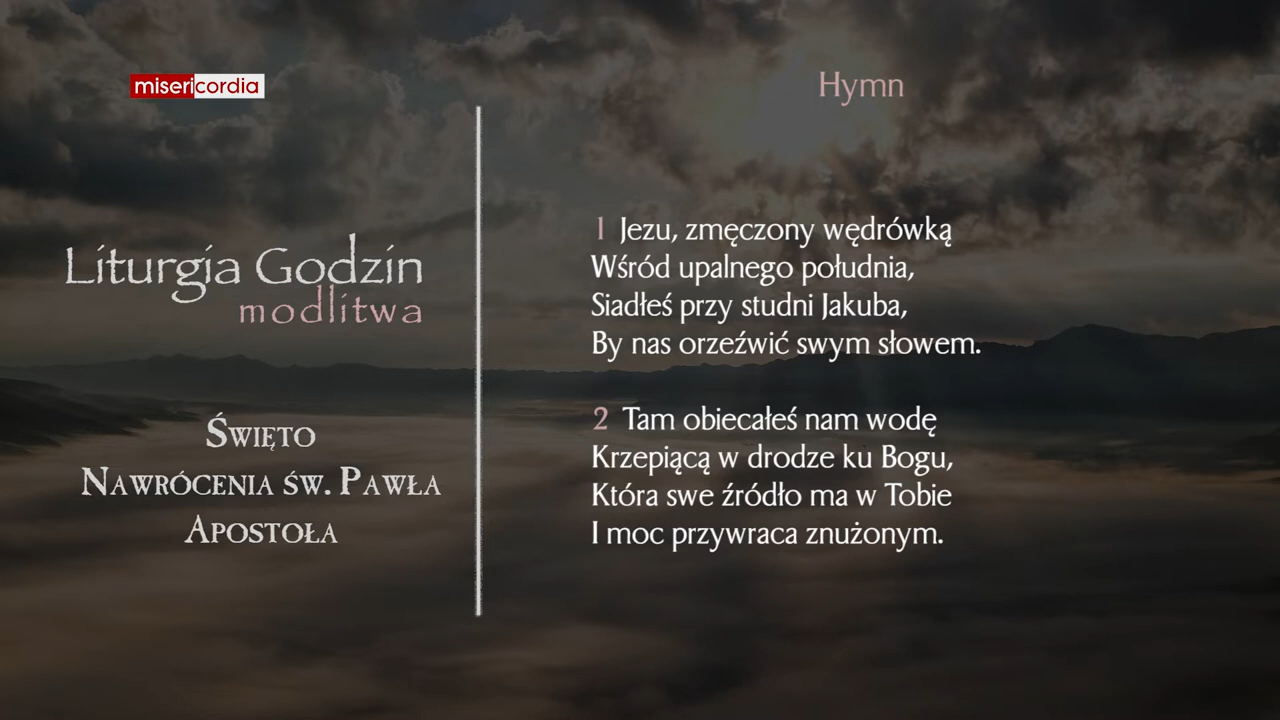 misericordia
Liturgia Godzin
modlitwa
Święto
Nawrócenia św. Pawła
Apostoła
Hymn
1 Jezu, zmęczony wędrówką
Wśród upalnego południa,
Siadłeś przy studni Jakuba,
By nas orzeźwić swym słowem.
2 Tam obiecałeś nam wodę
Krzepiącą w drodze ku Bogu,
Która swe źródło ma w Tobie
I moc przywraca znużonym.